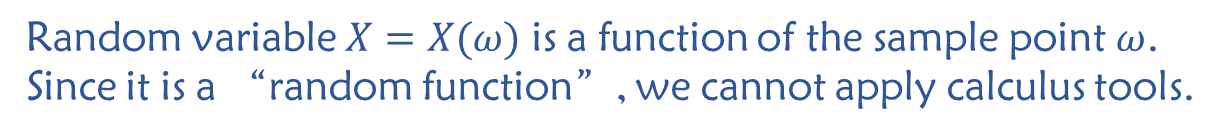 Random variable X = X(ω) is a function of the sample point ω.
Since it is a “random function”, we cannot apply calculus tools.